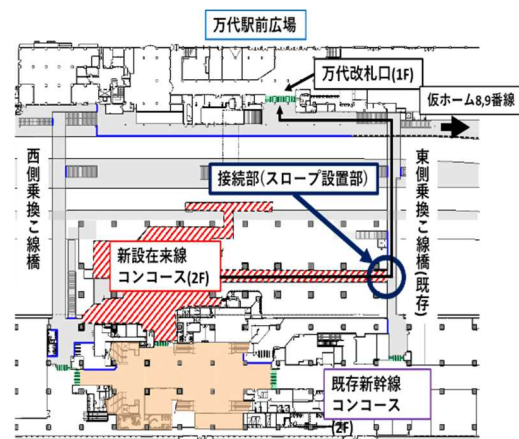 万代駅前広場
万代改札口(1F)
仮ホーム8,9番線
西側乗換こ線橋
接続部(スロープ設置部)
東側乗換こ線橋(既存)
新設在来線
コンコース(2F)
既存新幹線
コンコース
(2F)